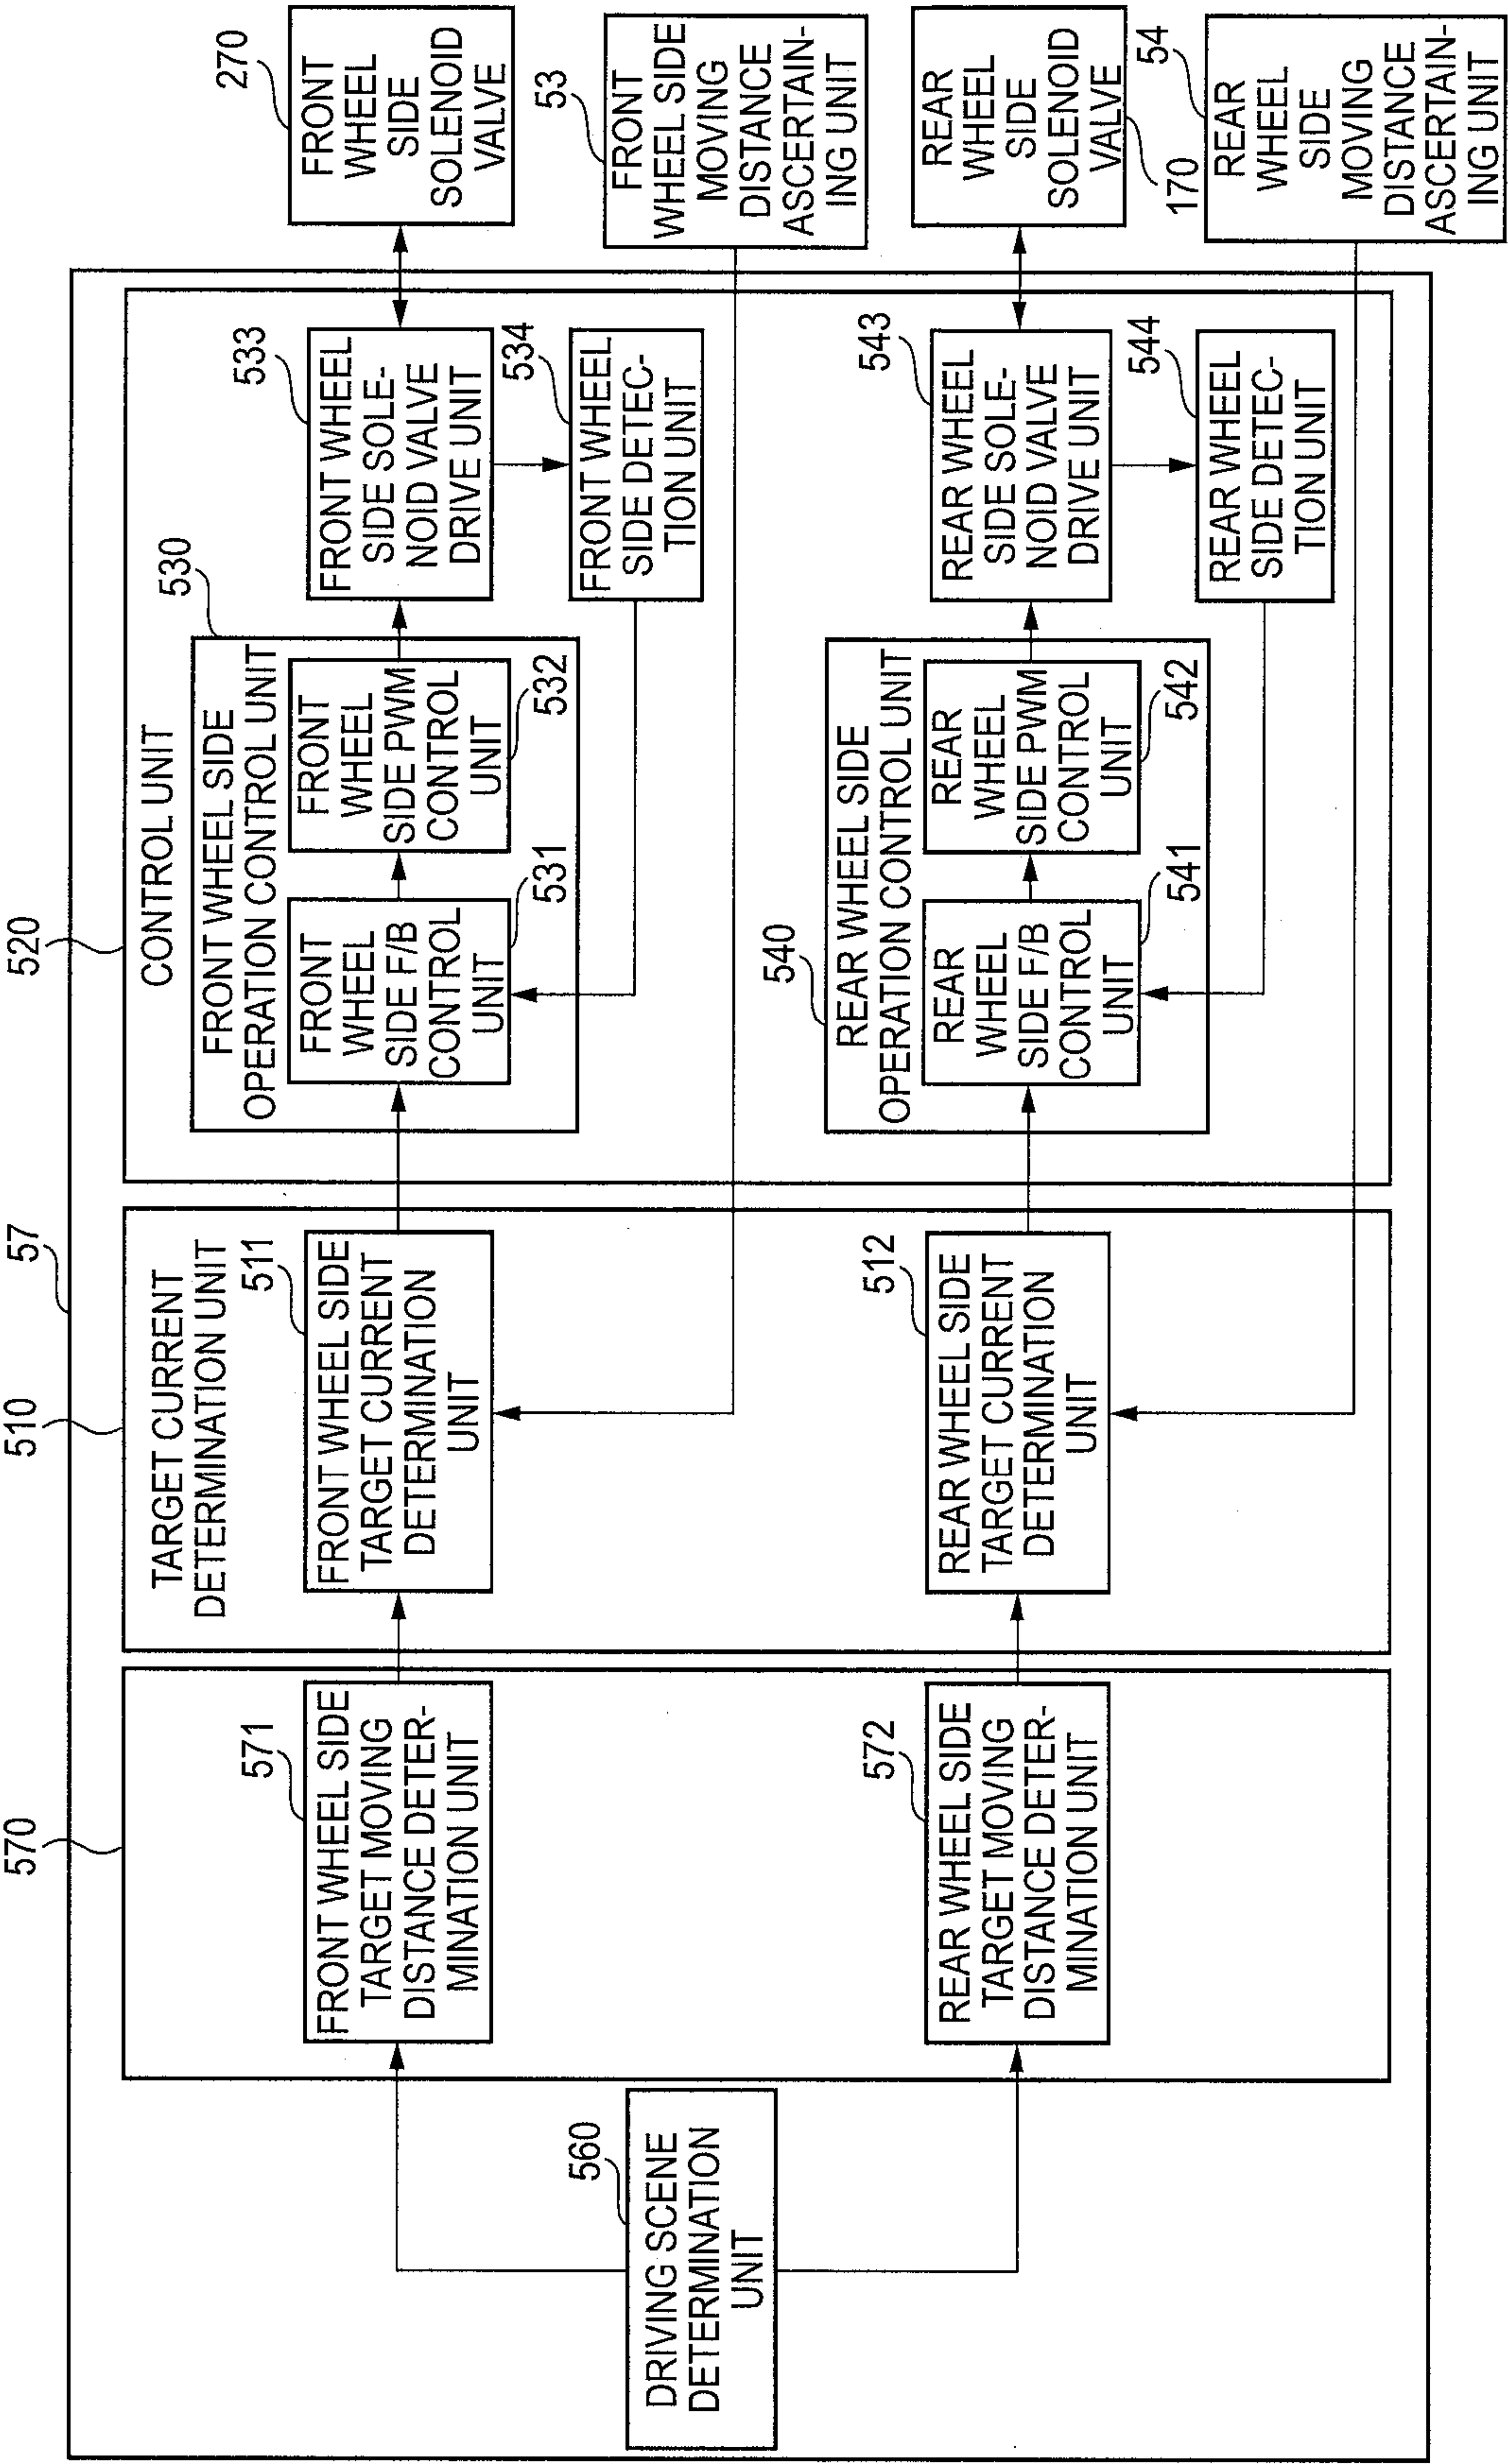 57
510
520
570
560
DRIVING SCENE
DETERMINATION
UNIT
571
FRONT WHEEL SIDE
TARGET MOVING
DISTANCE DETER-
MINATION UNIT
572
REAR WHEEL SIDE
TARGET MOVING
DISTANCE DETER-
MINATION UNIT
TARGET CURRENT
DETERMINATION UNIT
511
FRONT WHEEL SIDE
TARGET CURRENT
DETERMINATION
UNIT
512
REAR WHEEL SIDE
TARGET CURRENT
DETERMINATION
UNIT
CONTROL UNIT
530
FRONT WHEEL SIDE
OPERATION CONTROL UNIT
FRONT
WHEEL
SIDE F/B
CONTROL
UNIT
531
FRONT
WHEEL
SIDE PWM
CONTROL
UNIT
532
533
FRONT WHEEL
SIDE SOLE-
NOID VALVE
DRIVE UNIT
534
FRONT WHEEL
SIDE DETEC-
TION UNIT
540
REAR WHEEL SIDE
OPERATION CONTROL UNIT
REAR
WHEEL
SIDE F/B
CONTROL
UNIT
541
REAR
WHEEL
SIDE PWM
CONTROL
UNIT
542
543
REAR WHEEL
SIDE SOLE-
NOID VALVE
DRIVE UNIT
544
REAR WHEEL
SIDE DETEC-
TION UNIT
270
FRONT
WHEEL
SIDE
SOLENOID
VALVE
53
FRONT
WHEEL SIDE
MOVING
DISTANCE
ASCERTAIN-
ING UNIT
REAR
WHEEL
SIDE
SOLENOID
VALVE
170
54
REAR
WHEEL
SIDE
MOVING
DISTANCE
ASCERTAIN-
ING UNIT